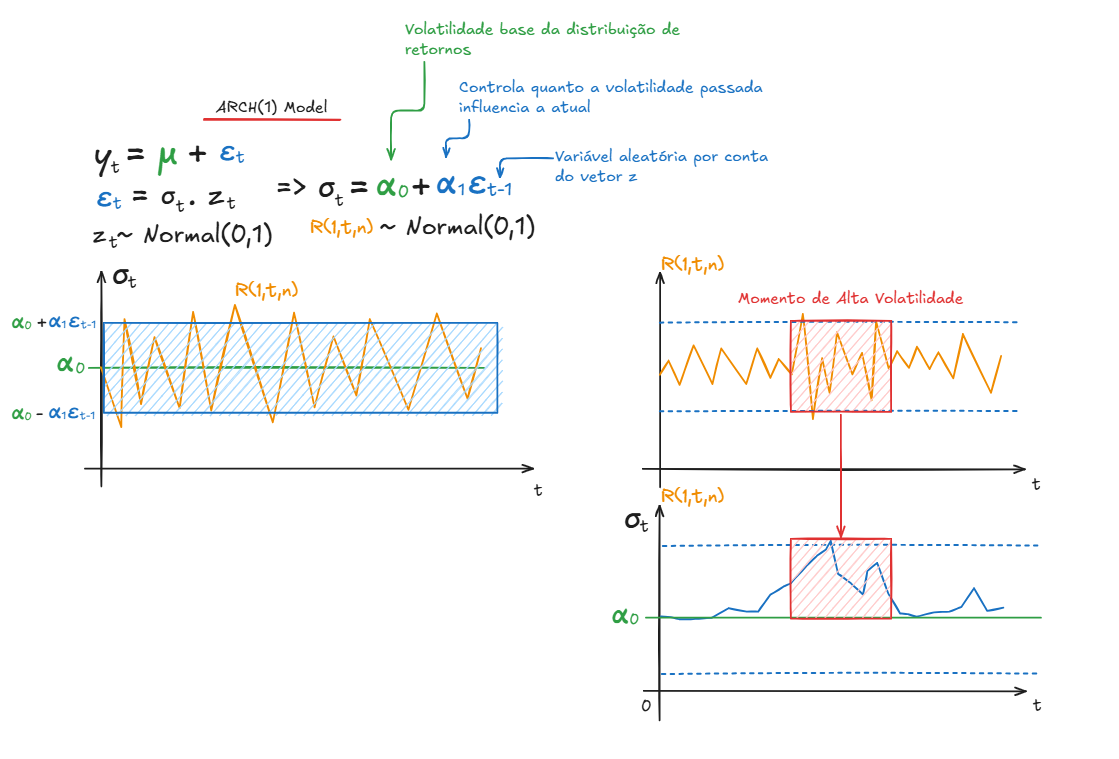 Volatilidade base da distribuição de
retornos
Controla quanto a volatilidade passada
influencia a atual
ARCH(1) Model
Variável aleatória por conta
do vetor z
yₜ = μ + εₜ
εₜ = σₜ. zₜ
=> σₜ = α₀ + α₁εₜ₋₁
zₜ~ Normal(0,1)
R(1,t,n) ~ Normal(0,1)
σₜ
R(1,t,n)
α₀ + α₁εₜ₋₁
α₀
α₀ - α₁εₜ₋₁
t
R(1,t,n)
Momento de Alta Volatilidade
t
R(1,t,n)
σₜ
α₀
0
t